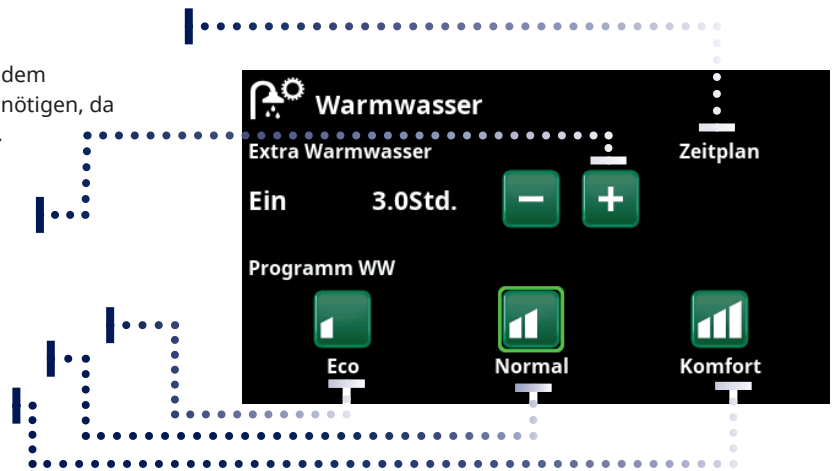 dem
nötigen, da
.
Warmwasser
Extra Warmwasser Zeitplan
Ein 3.0Std. − +
Programm WW
Eco Normal Komfort